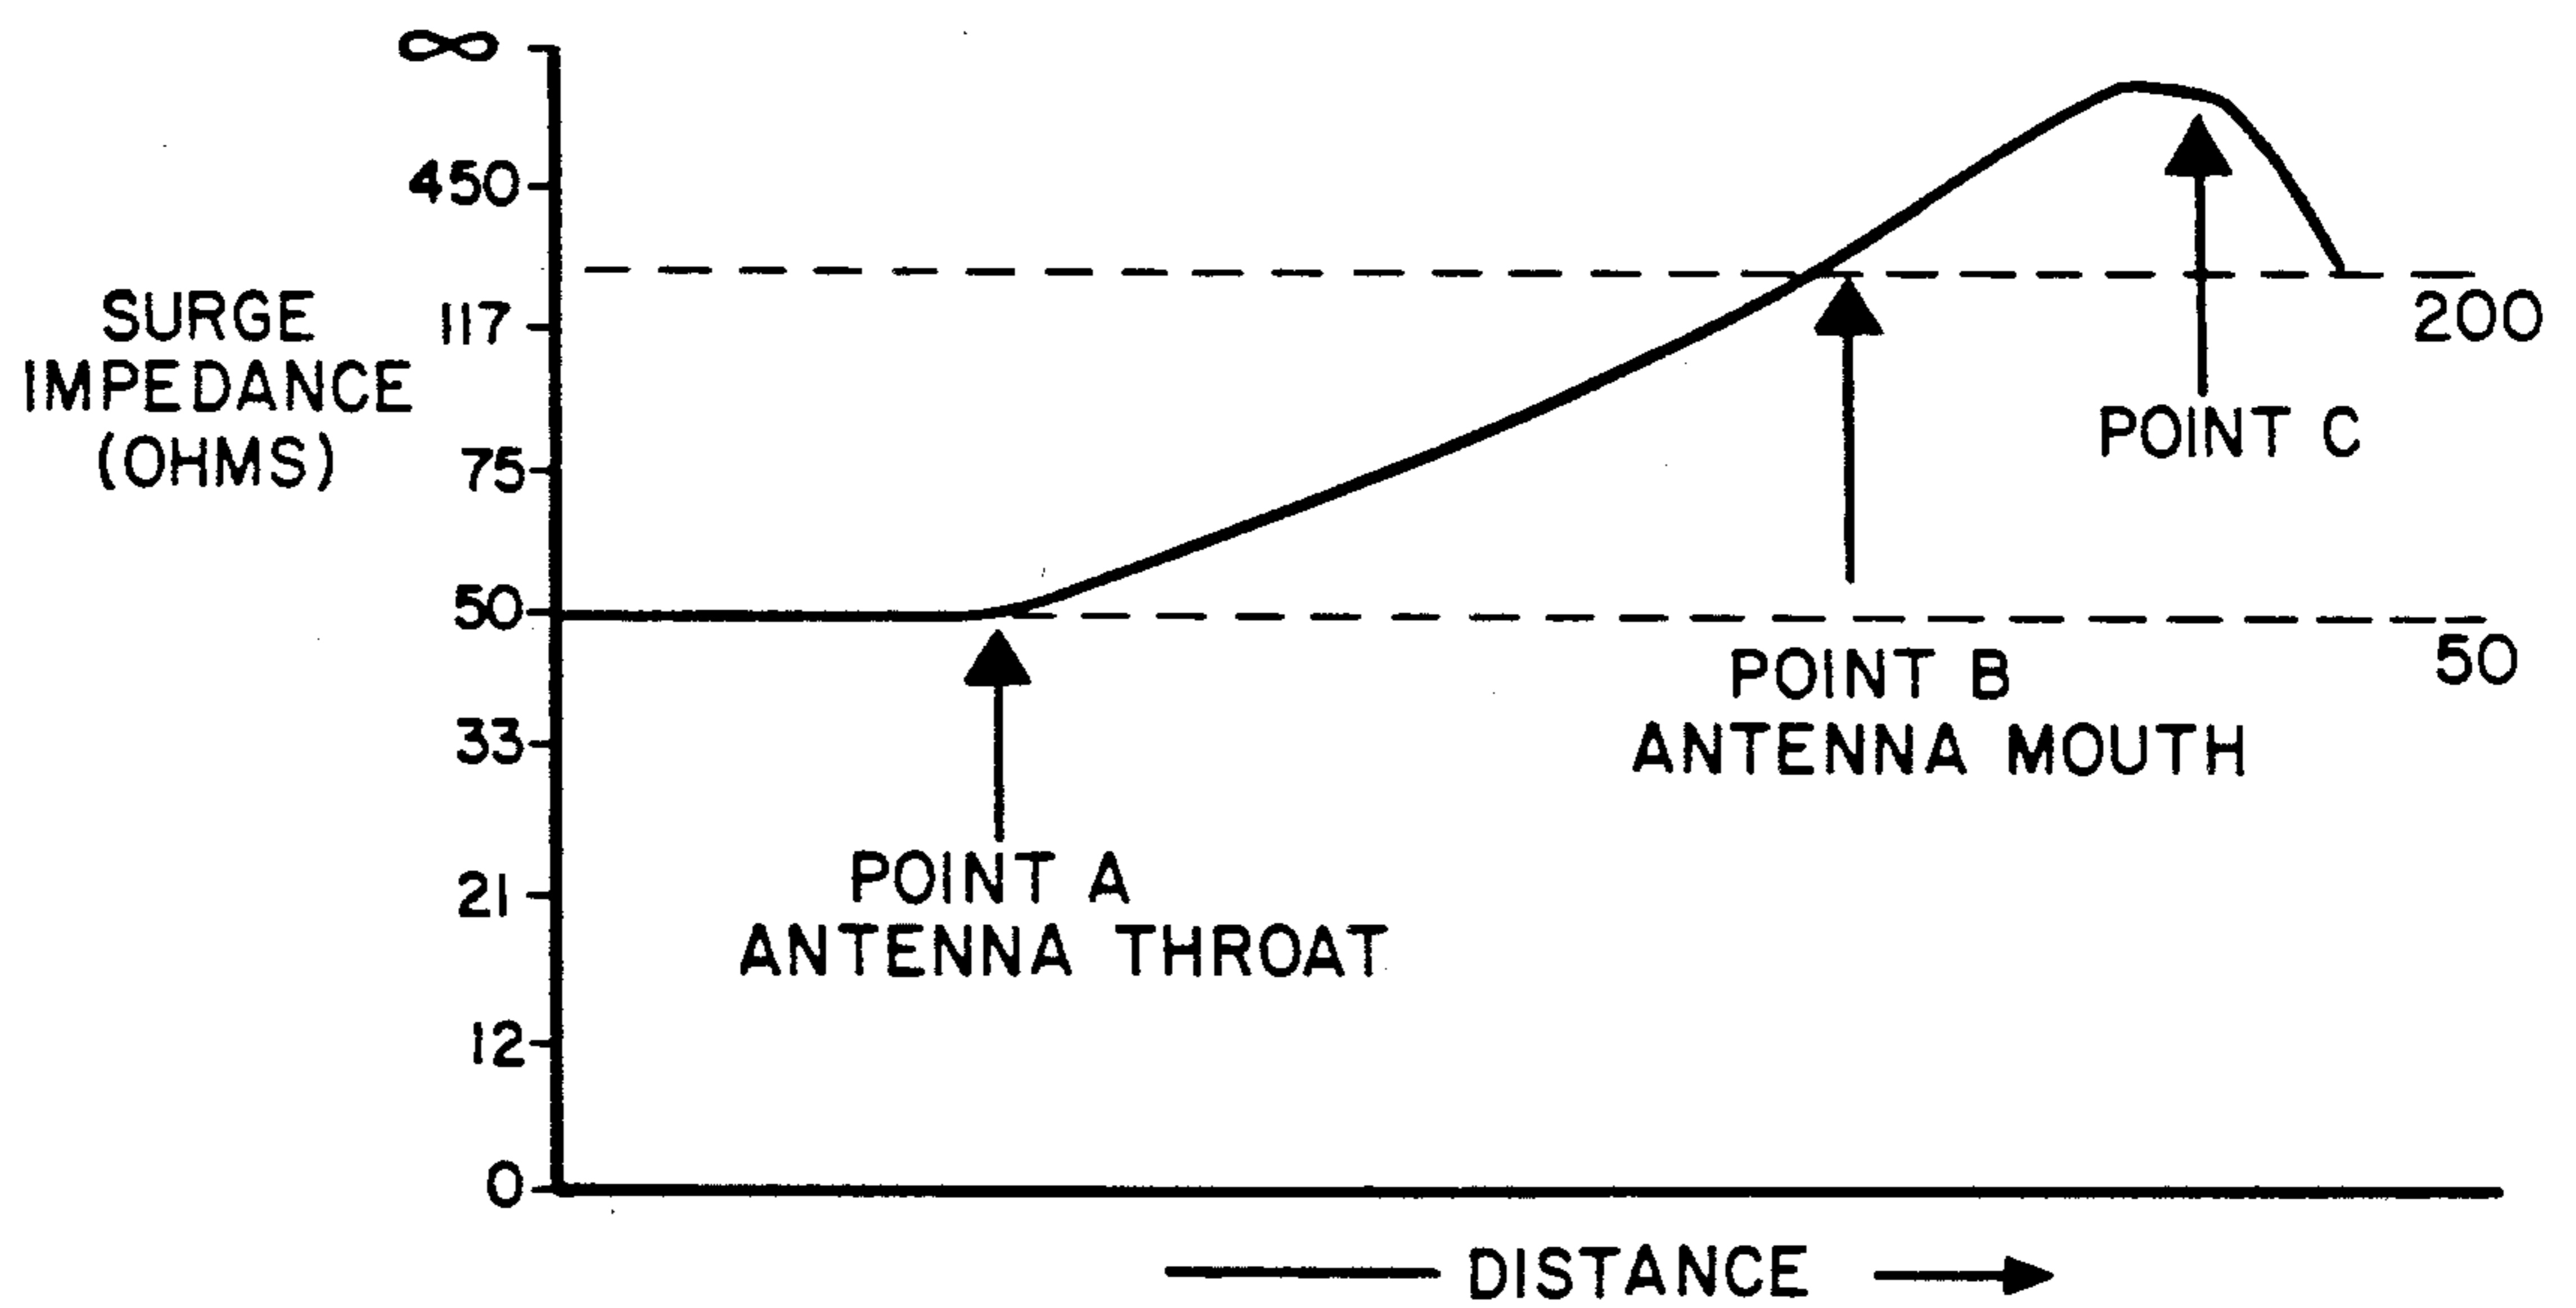 ∞
450
SURGE
IMPEDANCE
(OHMS)
117
75
50
33
21
12
0
200
50
POINT C
POINT B
ANTENNA MOUTH
POINT A
ANTENNA THROAT
DISTANCE